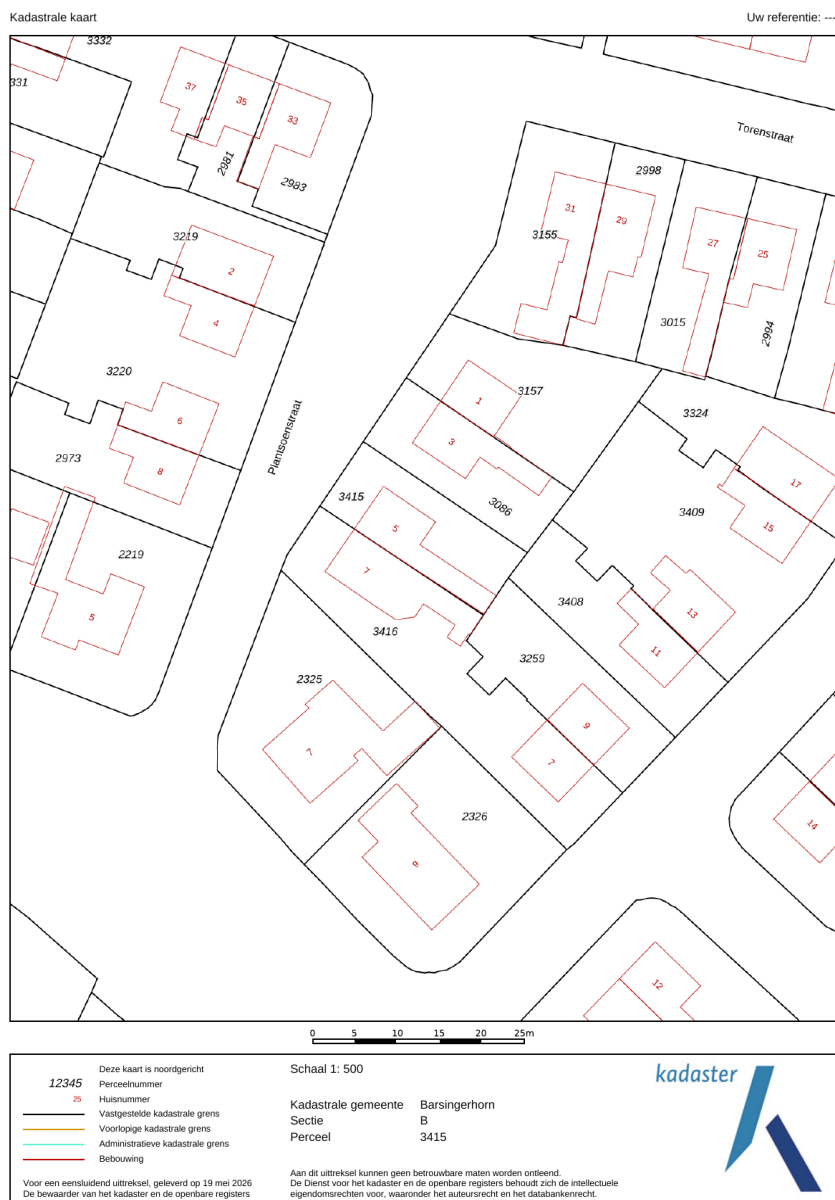 Kadastrale kaart
Uw referentie: ---
3332
331
37
35
33
2981
2983
Torenstraat
2998
31
29
3155
27
25
3219
2
3015
2994
4
3220
3157
1
Plantsoenstraat
3324
6
3
2973
8
17
3415
3086
3409
5
15
2219
7
3408
13
5
3416
11
3259
2325
9
7
7
2326
14
9
12
0 5 10 15 20 25m
Deze kaart is noordgericht
12345 Perceelnummer
25 Huisnummer
Vastgestelde kadastrale grens
Voorlopige kadastrale grens
Administratieve kadastrale grens
Bebouwing
Voor een eensluidend uittreksel, geleverd op 19 mei 2026
De bewaarder van het kadaster en de openbare registers
Schaal 1: 500
Kadastrale gemeente Barsingerhorn
Sectie B
Perceel 3415
Aan dit uittreksel kunnen geen betrouwbare maten worden ontleend.
De Dienst voor het kadaster en de openbare registers behoudt zich de intellectuele
eigendomsrechten voor, waaronder het auteursrecht en het databankenrecht.
kadaster